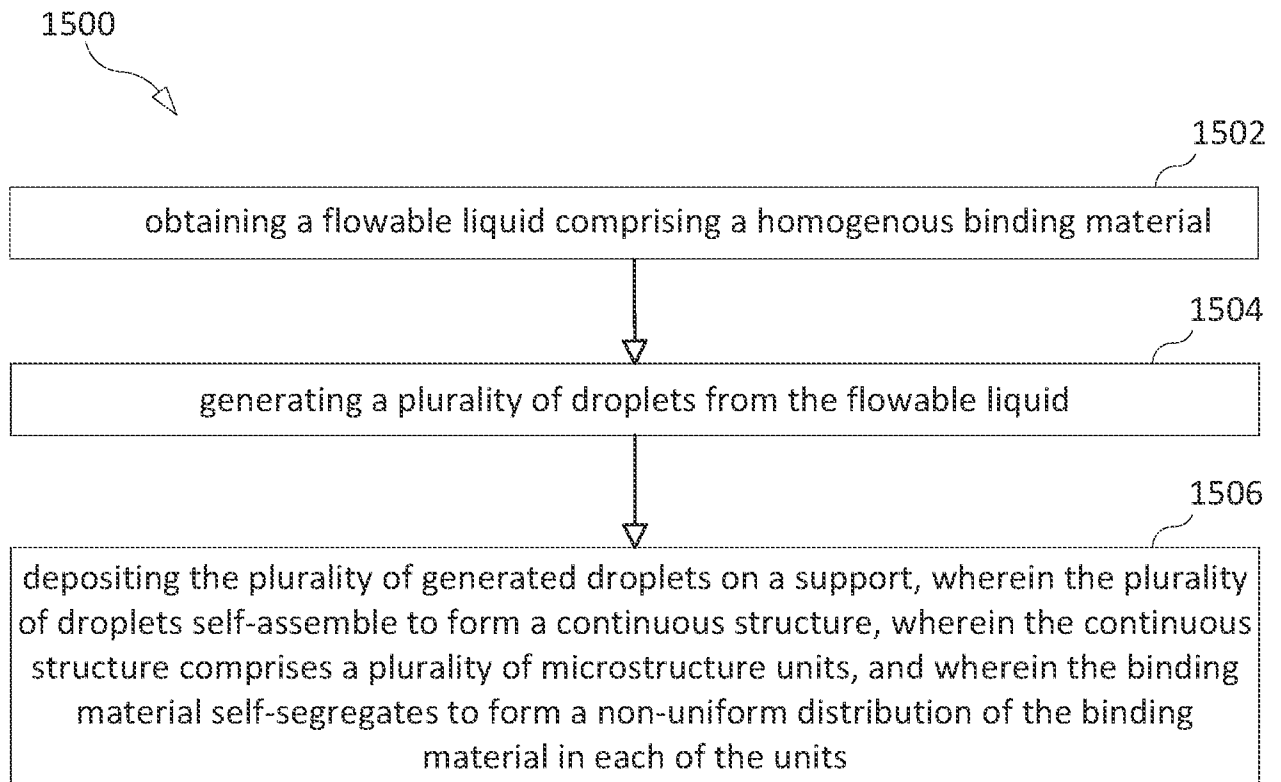 1500
1502
obtaining a flowable liquid comprising a homogenous binding material
1504
generating a plurality of droplets from the flowable liquid
1506
depositing the plurality of generated droplets on a support, wherein the plurality
of droplets self-assemble to form a continuous structure, wherein the continuous
structure comprises a plurality of microstructure units, and wherein the binding
material self-segregates to form a non-uniform distribution of the binding
material in each of the units